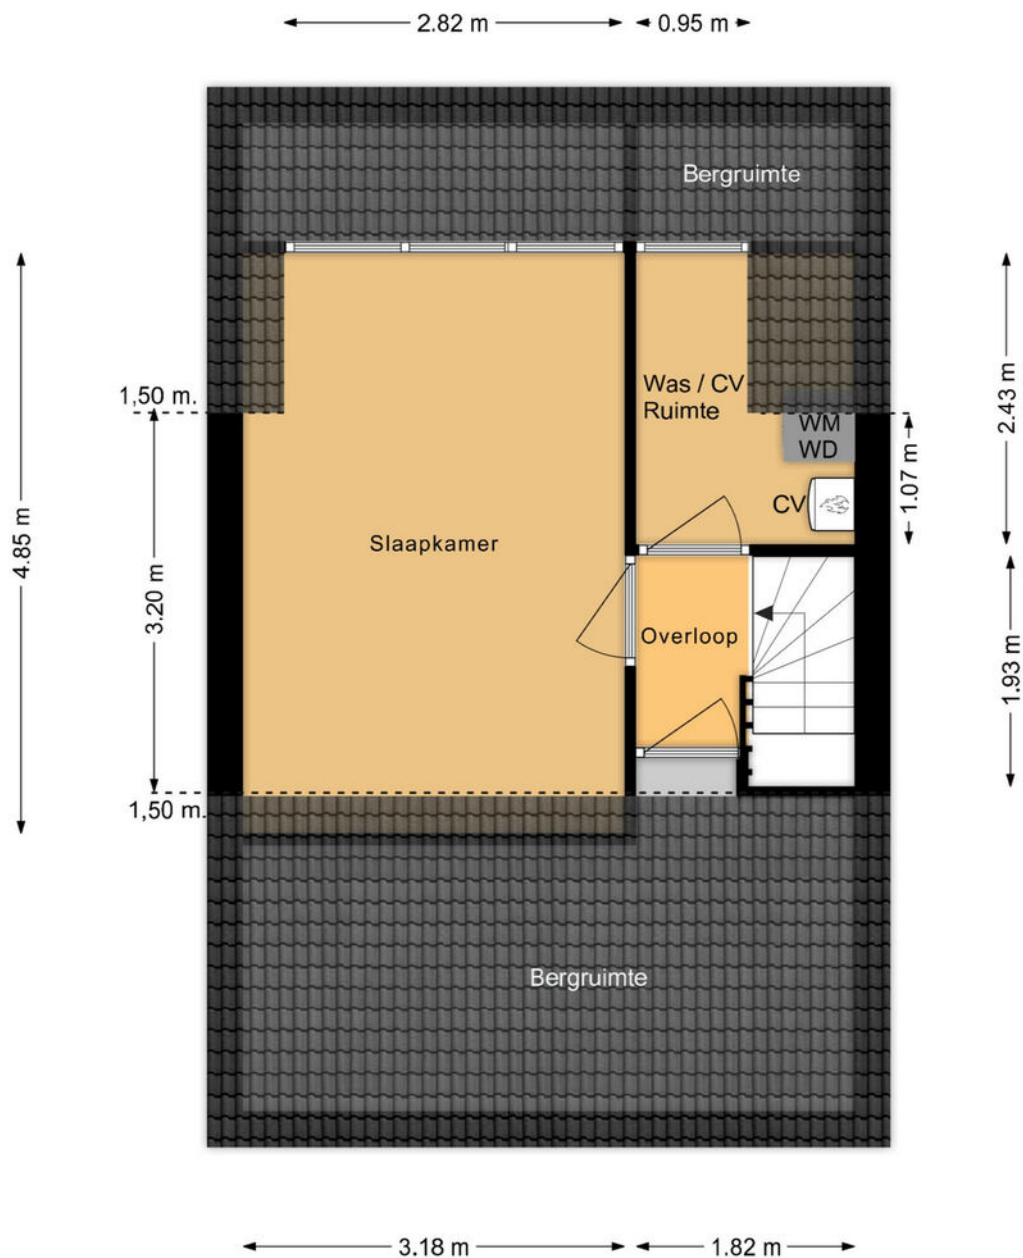 2.82 m
0.95 m
Bergruimte
1,50 m.
Was / CV
Ruimte
WM
WD
2.43 m
1.07 m
CV
4.85 m
Slaapkamer
3.20 m
Overloop
1.93 m
1,50 m.
Bergruimte
3.18 m
1.82 m